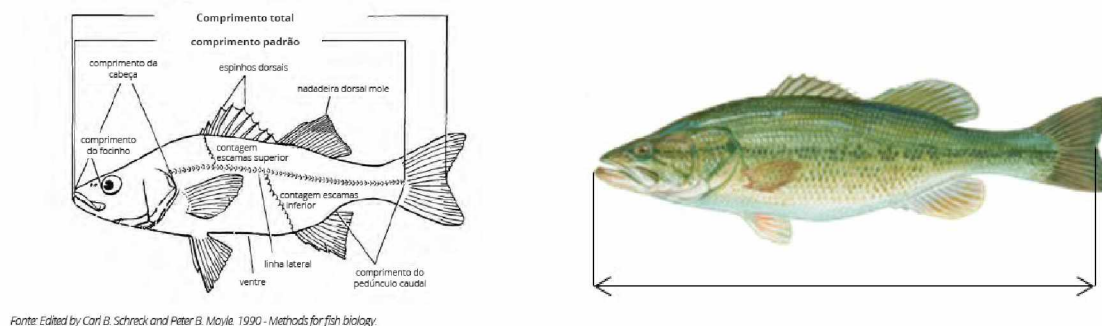 Comprimento total
comprimento padrão
comprimento da
cabeça
espinhos dorsais
nadadeira dorsal mole
comprimento
do focinho
contagem
escamas superior
contagem escamas
inferior
linha lateral
ventre
comprimento do
pedúnculo caudal
Fonte: Edited by Carl B. Schreck and Peter B. Moyle. 1990 - Methods for fish biology.